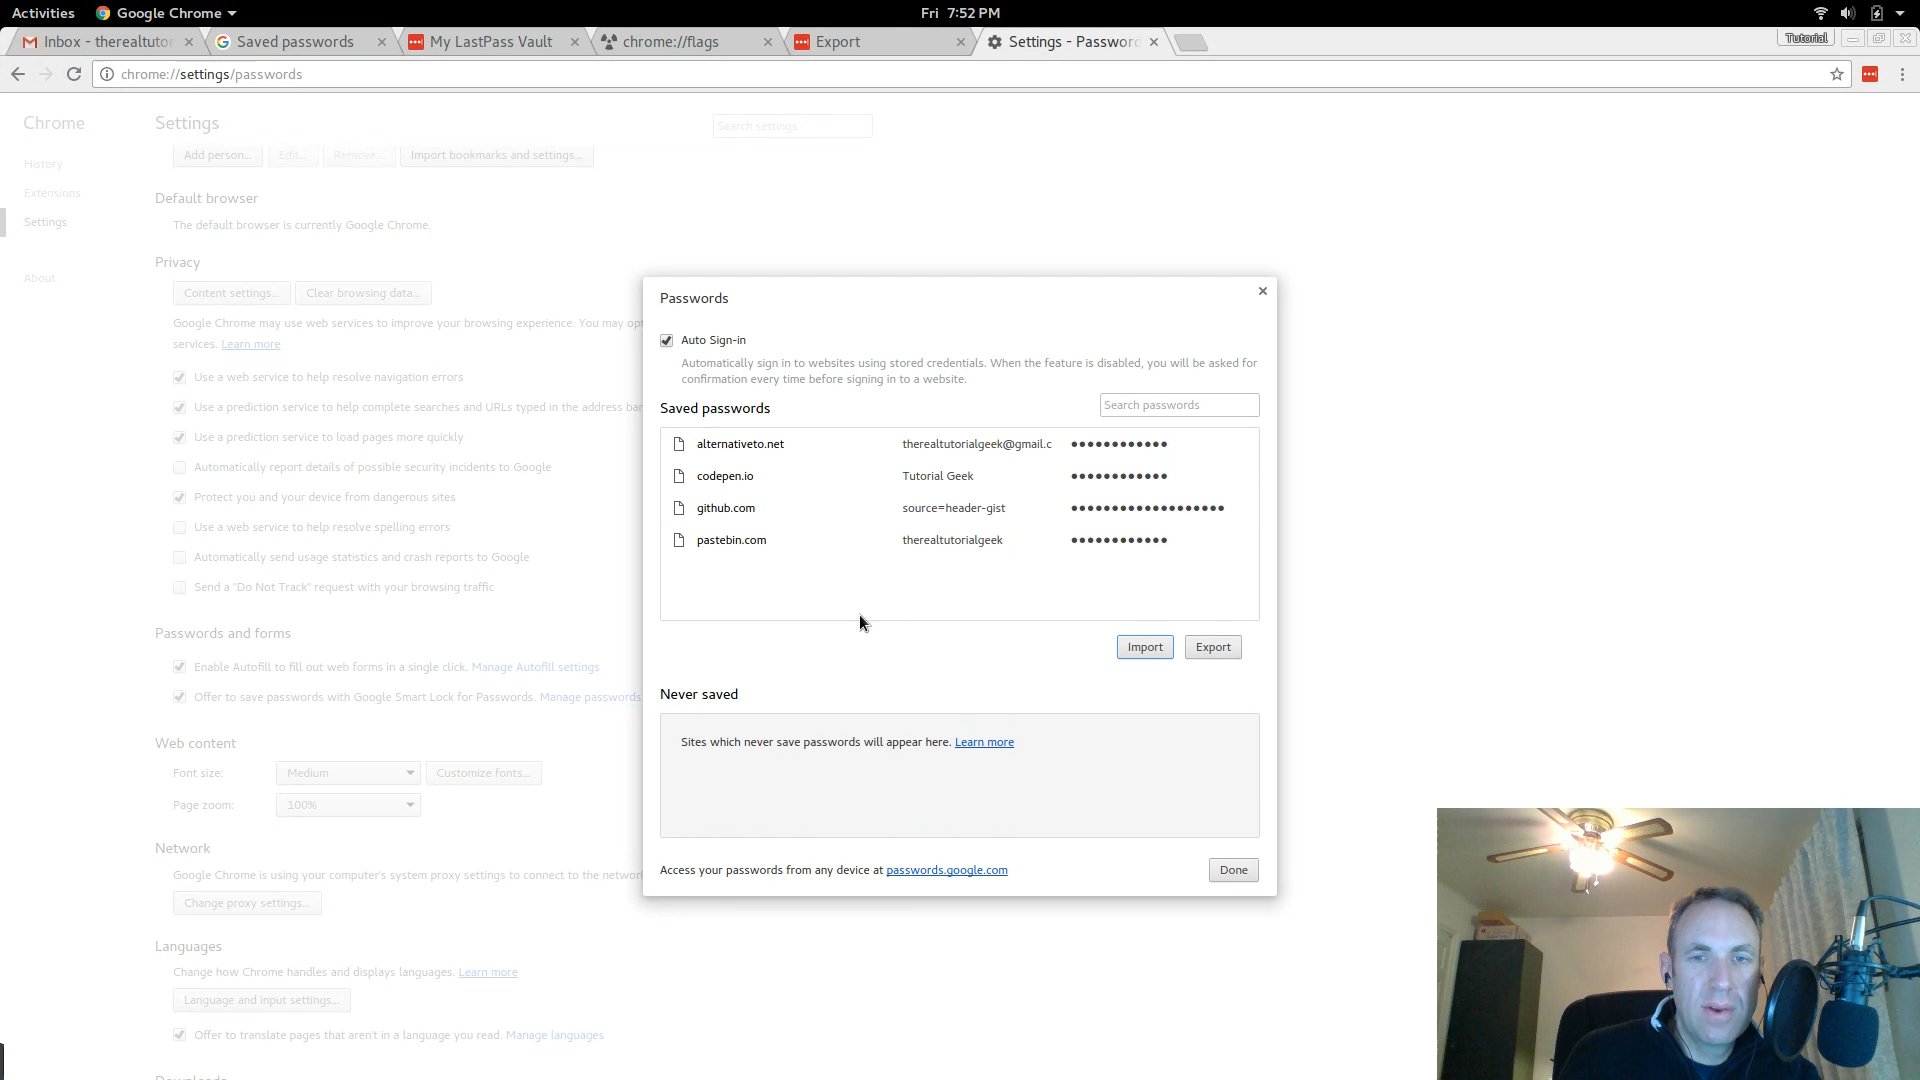 Activities Google Chrome Fri 7:52 PM
Inbox - therealtutor Saved passwords My LastPass Vault chrome://flags Export Settings - Password Tutorial
chrome://settings/passwords
Chrome
History
Extensions
Settings
About
Settings
Search settings
Add person... Edit... Remove... Import bookmarks and settings...
Default browser
The default browser is currently Google Chrome.
Privacy
Content settings... Clear browsing data...
Google Chrome may use web services to improve your browsing experience. You may opt
services. Learn more
Use a web service to help resolve navigation errors
Use a prediction service to help complete searches and URLs typed in the address bar
Use a prediction service to load pages more quickly
Automatically report details of possible security incidents to Google
Protect you and your device from dangerous sites
Use a web service to help resolve spelling errors
Automatically send usage statistics and crash reports to Google
Send a "Do Not Track" request with your browsing traffic
Passwords and forms
Enable Autofill to fill out web forms in a single click. Manage Autofill settings
Offer to save passwords with Google Smart Lock for Passwords. Manage passwords
Web content
Font size: Medium Customize fonts...
Page zoom: 100%
Network
Google Chrome is using your computer's system proxy settings to connect to the network
Change proxy settings...
Languages
Change how Chrome handles and displays languages. Learn more
Language and input settings...
Offer to translate pages that aren't in a language you read. Manage languages
Downloads
Passwords
Auto Sign-in
Automatically sign in to websites using stored credentials. When the feature is disabled, you will be asked for
confirmation every time before signing in to a website.
Saved passwords Search passwords
alternativeto.net therealtutorialgeek@gmail.c ●●●●●●●●●●●●
codepen.io Tutorial Geek ●●●●●●●●●●●●
github.com source=header-gist ●●●●●●●●●●●●●●●●●●●
pastebin.com therealtutorialgeek ●●●●●●●●●●●●
Import Export
Never saved
Sites which never save passwords will appear here. Learn more
Access your passwords from any device at passwords.google.com Done